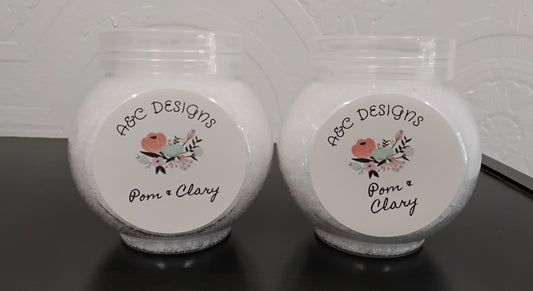 A&C DESIGNS
Pom & Clary
A&C DESIGNS
Pom &
Clary